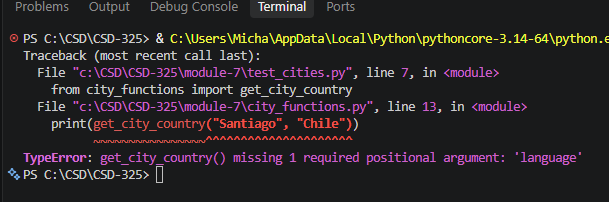 Problems Output Debug Console Terminal Ports
PS C:\CSD\CSD-325> & C:\Users\Micha\AppData\Local\Python\pythoncore-3.14-64\python.e
Traceback (most recent call last):
  File "c:\CSD\CSD-325\module-7\test_cities.py", line 7, in <module>
    from city_functions import get_city_country
  File "c:\CSD\CSD-325\module-7\city_functions.py", line 13, in <module>
    print(get_city_country("Santiago", "Chile"))
          ~~~~~~~~~~~~~~~~^^^^^^^^^^^^^^^^^^^^^
TypeError: get_city_country() missing 1 required positional argument: 'language'
PS C:\CSD\CSD-325>